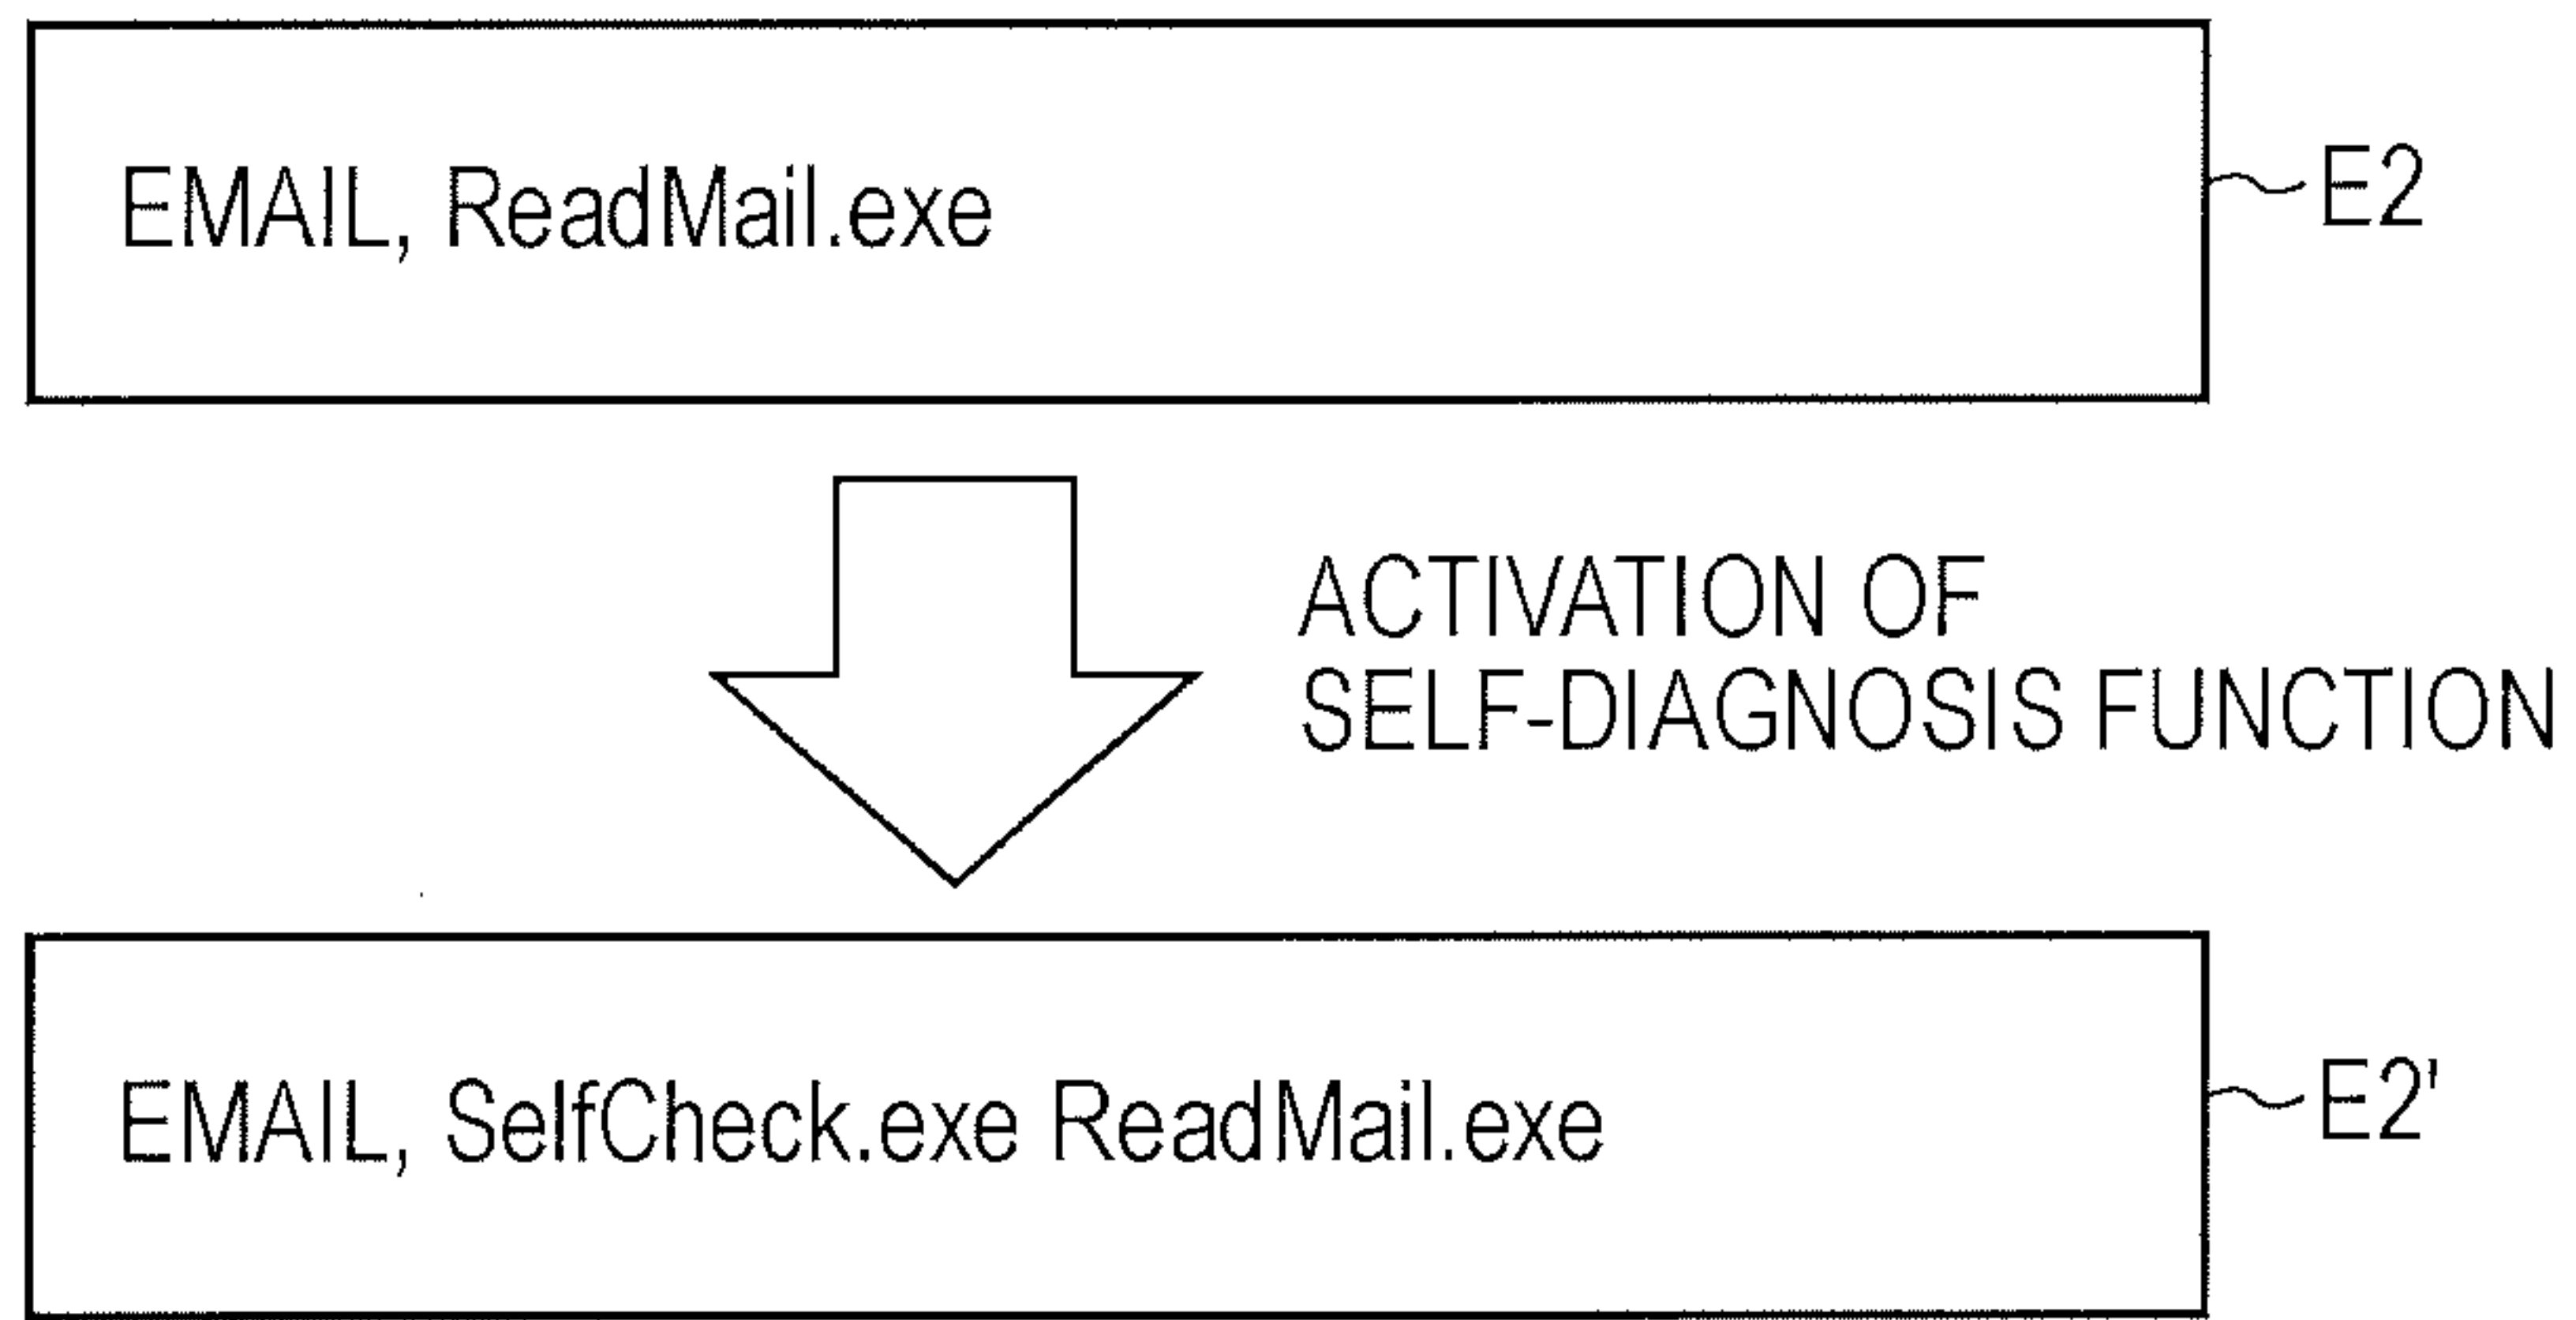 EMAIL, ReadMail.exe
E2
ACTIVATION OF
SELF-DIAGNOSIS FUNCTION
EMAIL, SelfCheck.exe ReadMail.exe
E2'